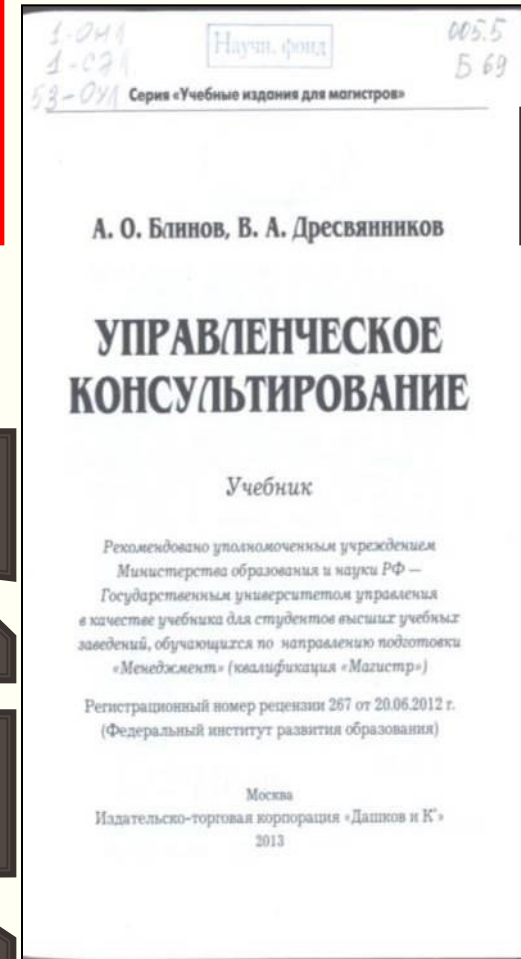 1-ОН1
Научн. фонд
005.5
1-СЗ1
Б 69
53-ОУ1
Серия «Учебные издания для магистров»
А. О. Блинов, В. А. Дресвянников
УПРАВЛЕНЧЕСКОЕ
КОНСУЛЬТИРОВАНИЕ
Учебник
Рекомендовано уполномоченным учреждением
Министерства образования и науки РФ —
Государственным университетом управления
в качестве учебника для студентов высших учебных
заведений, обучающихся по направлению подготовки
«Менеджмент» (квалификация «Магистр»)
Регистрационный номер рецензии 267 от 20.06.2012 г.
(Федеральный институт развития образования)
Москва
Издательско-торговая корпорация «Дашков и К°»
2013